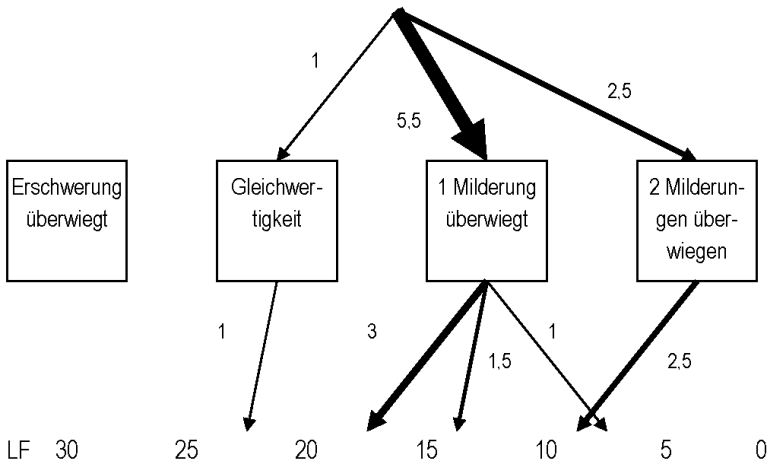 1
2,5
5,5
Erschwerung
überwiegt
Gleichwer-
tigkeit
1 Milderung
überwiegt
2 Milderun-
gen über-
wiegen
1
3
1,5
1
2,5
LF 30 25 20 15 10 5 0